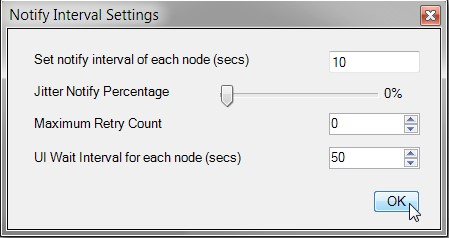 Notify Interval Settings
Set notify interval of each node (secs) 10
Jitter Notify Percentage 0%
Maximum Retry Count 0
UI Wait Interval for each node (secs) 50
OK